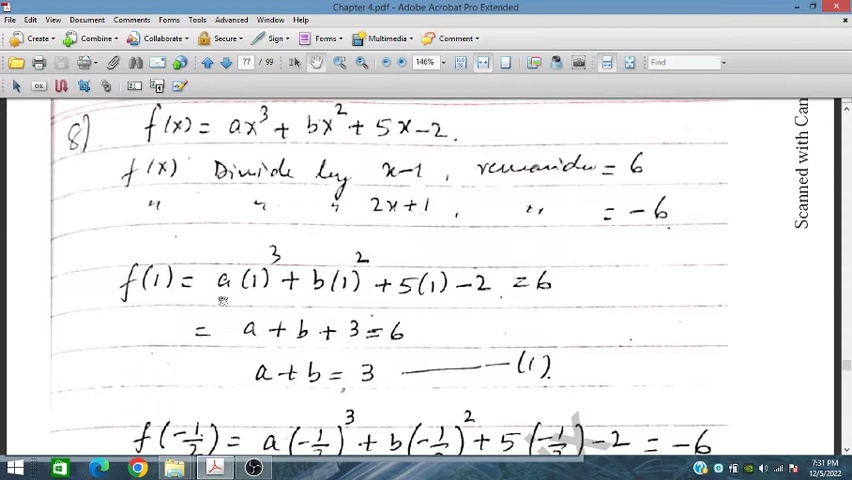 Chapter 4.pdf - Adobe Acrobat Pro Extended
File Edit View Document Comments Forms Tools Advanced Window Help
Create Combine Collaborate Secure Sign Forms Multimedia Comment
77 / 99 146% Find
8) f(x) = ax³ + bx² + 5x - 2.
f(x) Divide by x-1, remainder = 6
" " " 2x+1, " = -6
f(1) = a(1)³ + b(1)² + 5(1) - 2 = 6
= a + b + 3 = 6
a + b = 3 ——— (1)
f(-1/2) = a(-1/2)³ + b(-1/2)² + 5(-1/2) - 2 = -6
Scanned with Can
7:31 PM
12/5/2022